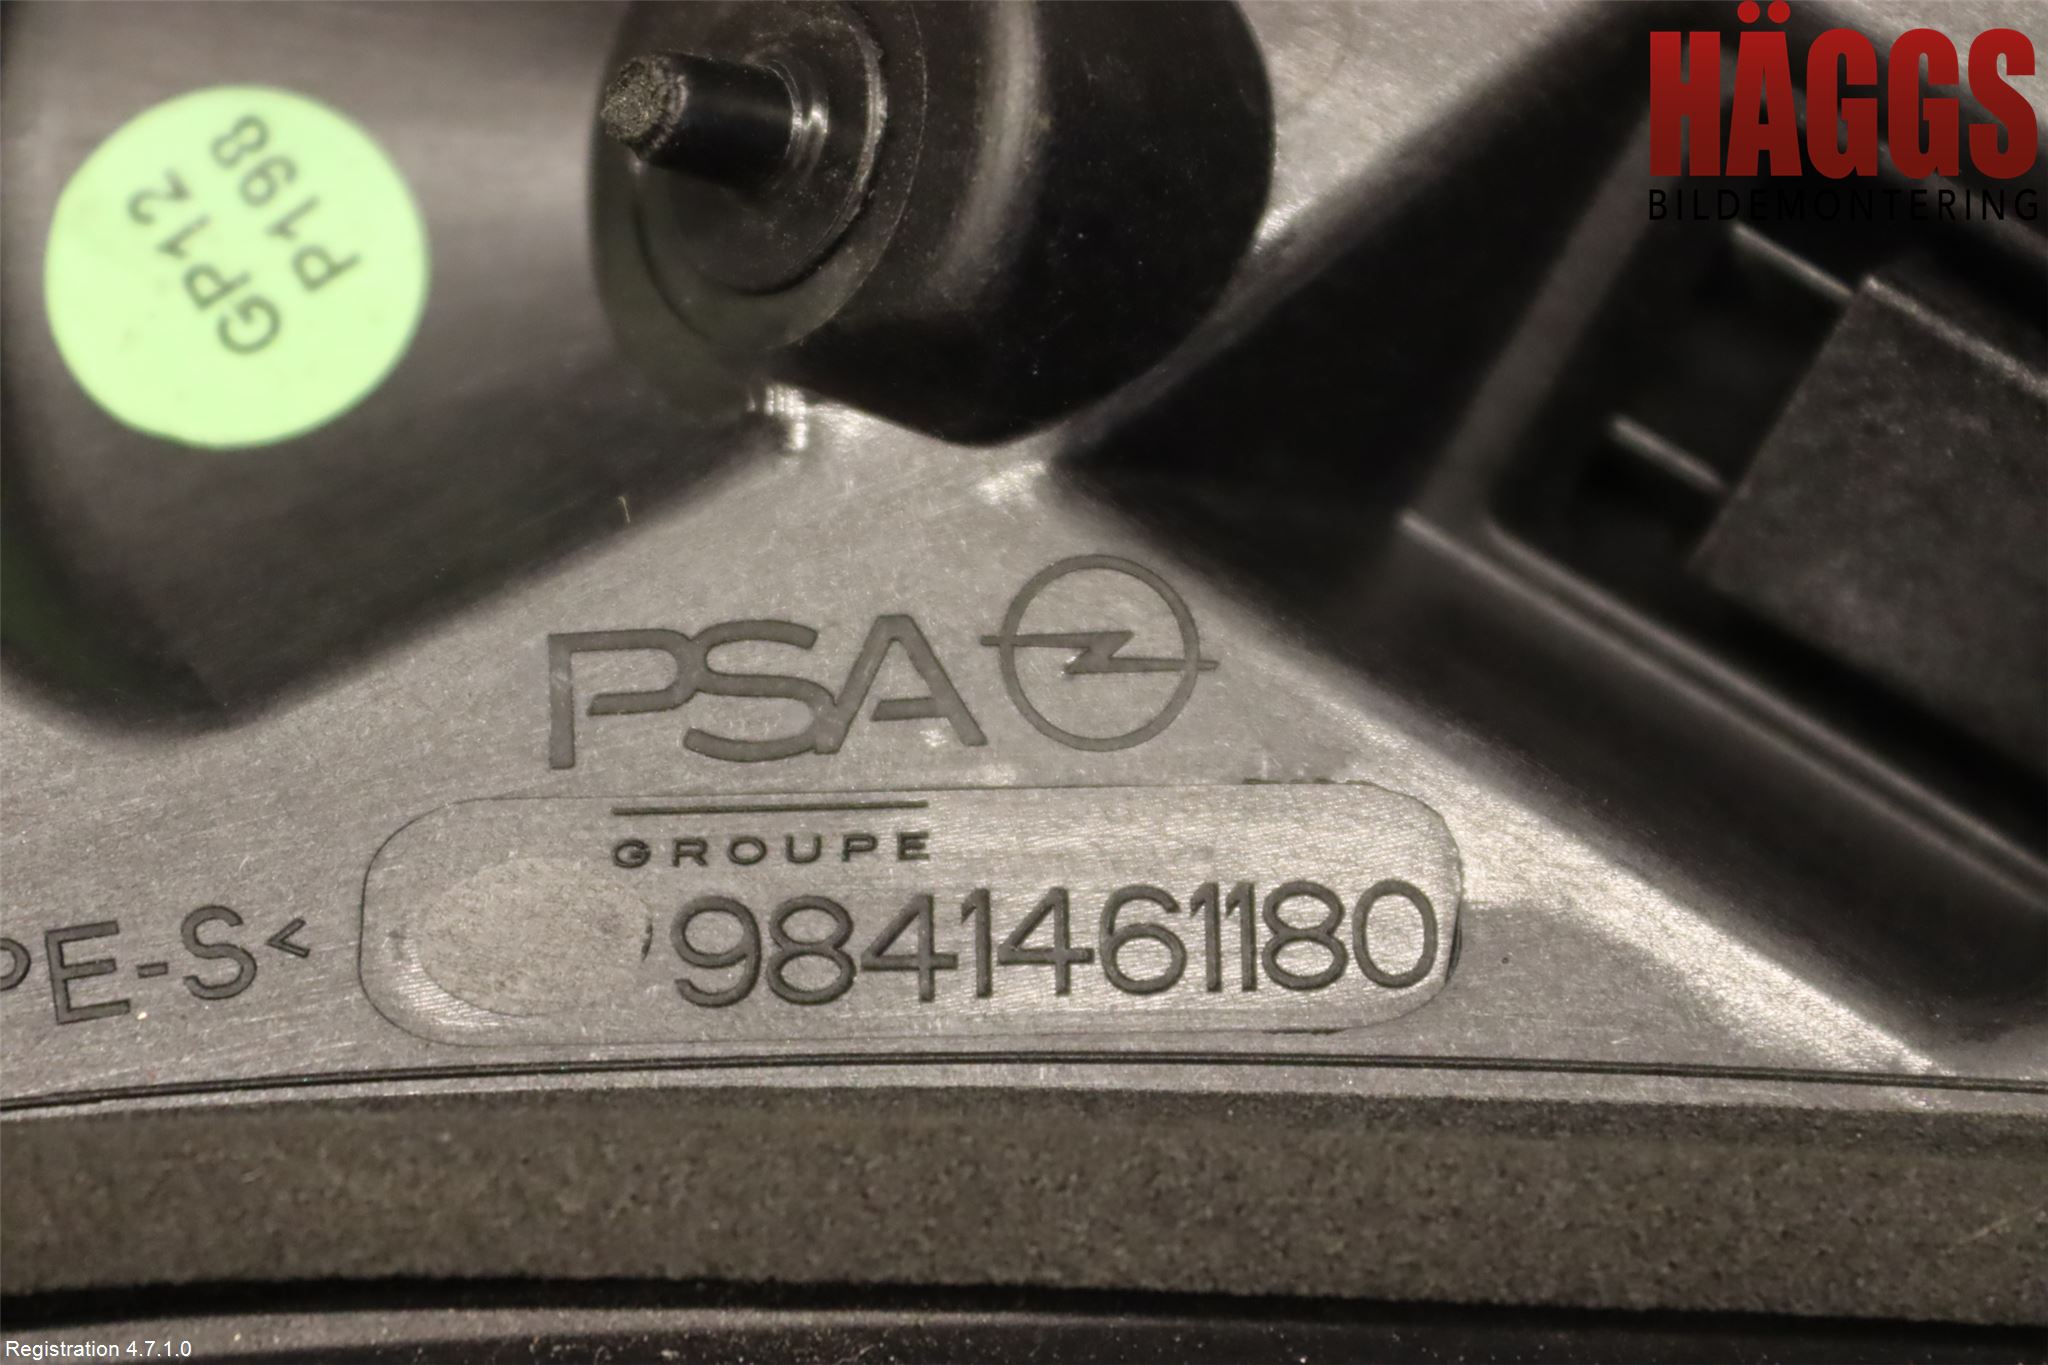 HÄGGS
BILDEMONTERING
GP12
P198
PSA
GROUPE
PE-S<
9841461180
Registration 4.7.1.0